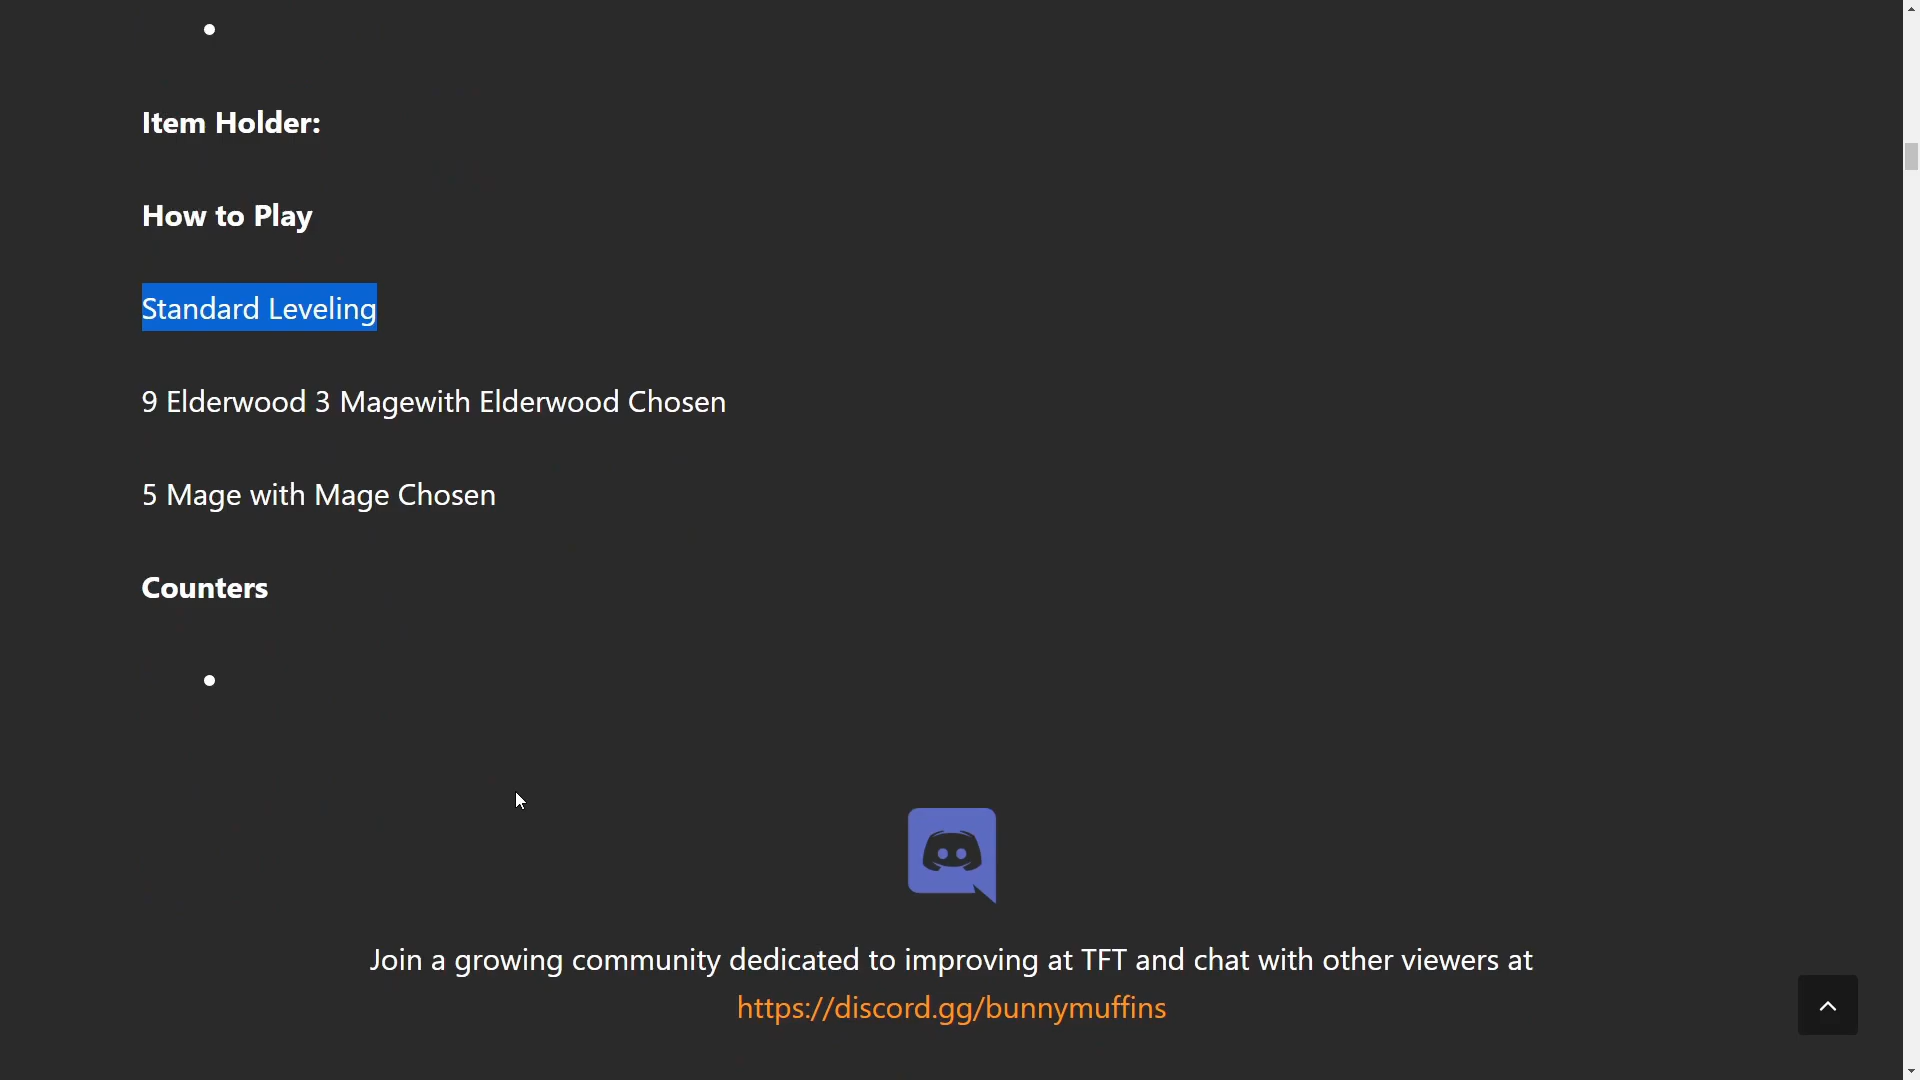 Item Holder:
How to Play
Standard Leveling
9 Elderwood 3 Magewith Elderwood Chosen
5 Mage with Mage Chosen
Counters
Join a growing community dedicated to improving at TFT and chat with other viewers at
https://discord.gg/bunnymuffins